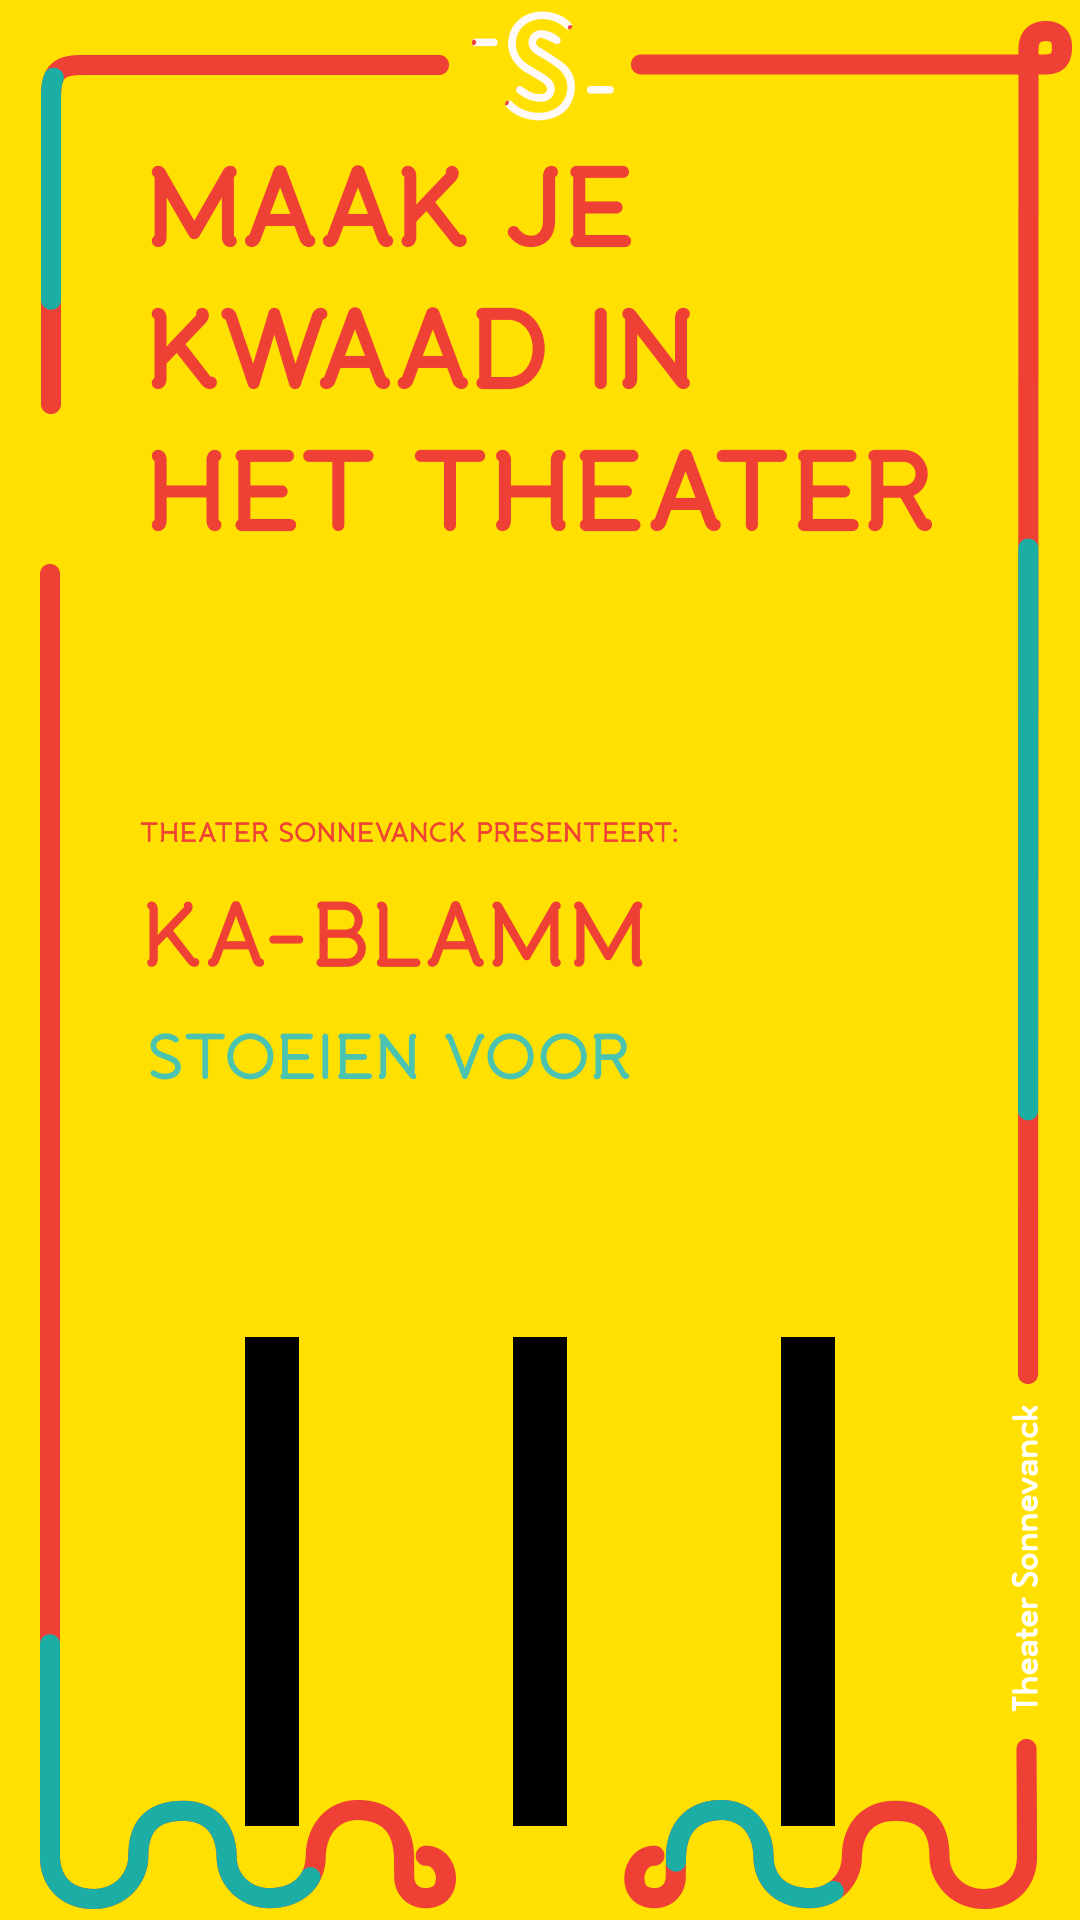 -S-
MAAK JE
KWAAD IN
HET THEATER
THEATER SONNEVANCK PRESENTEERT:
KA-BLAMM
STOEIEN VOOR
Theater Sonnevanck